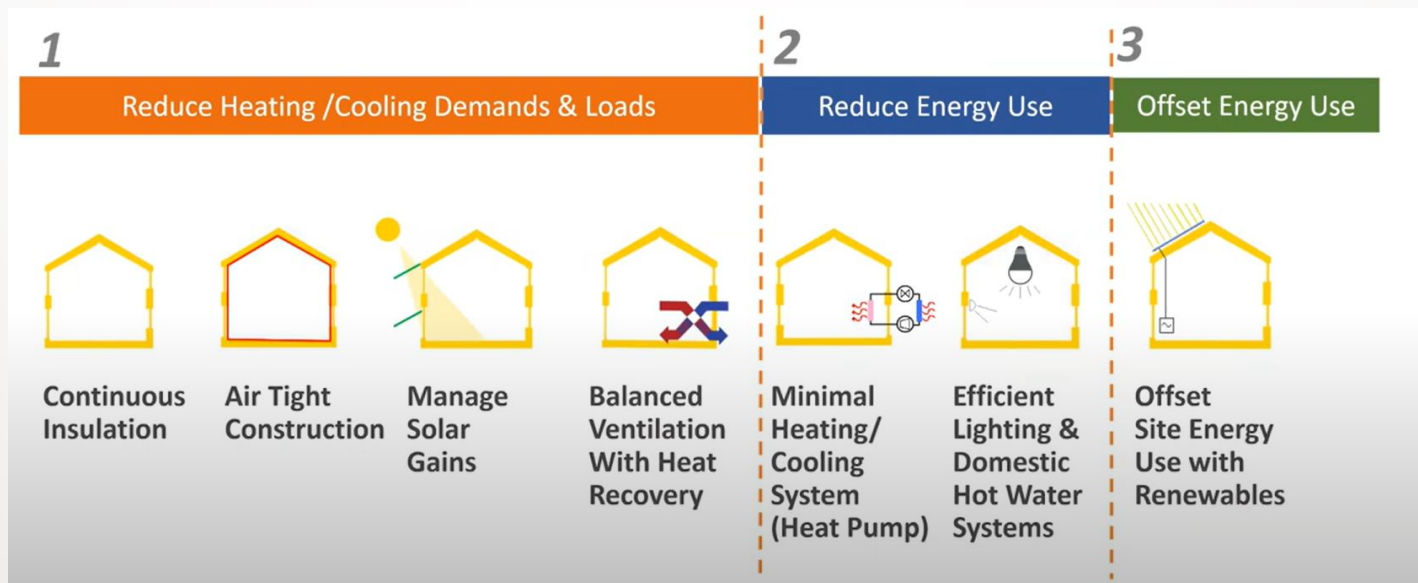 1
Reduce Heating /Cooling Demands & Loads
2
Reduce Energy Use
3
Offset Energy Use
Continuous
Insulation
Air Tight
Construction
Manage
Solar
Gains
Balanced
Ventilation
With Heat
Recovery
Minimal
Heating/
Cooling
System
(Heat Pump)
Efficient
Lighting &
Domestic
Hot Water
Systems
Offset
Site Energy
Use with
Renewables